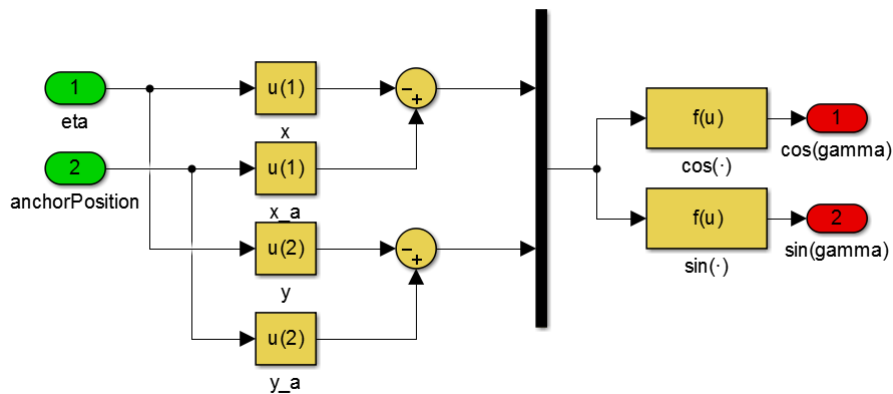 1
eta
2
anchorPosition
u(1)
x
u(1)
x_a
u(2)
y
u(2)
y_a
−
+
−
+
f(u)
cos(·)
f(u)
sin(·)
1
cos(gamma)
2
sin(gamma)